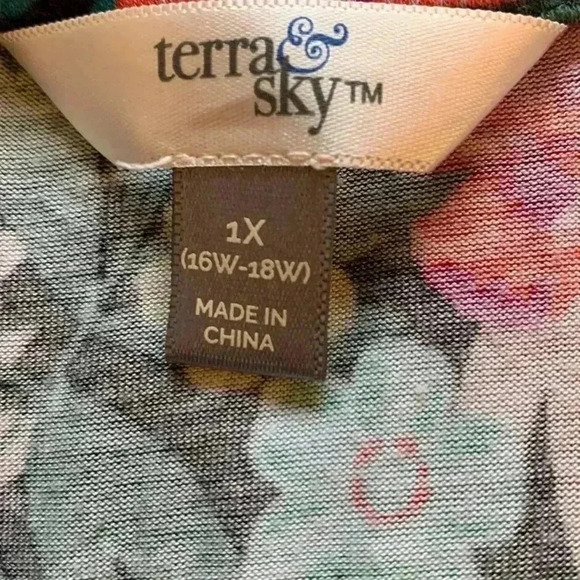 terra &
sky™
1X
(16W-18W)
MADE IN
CHINA